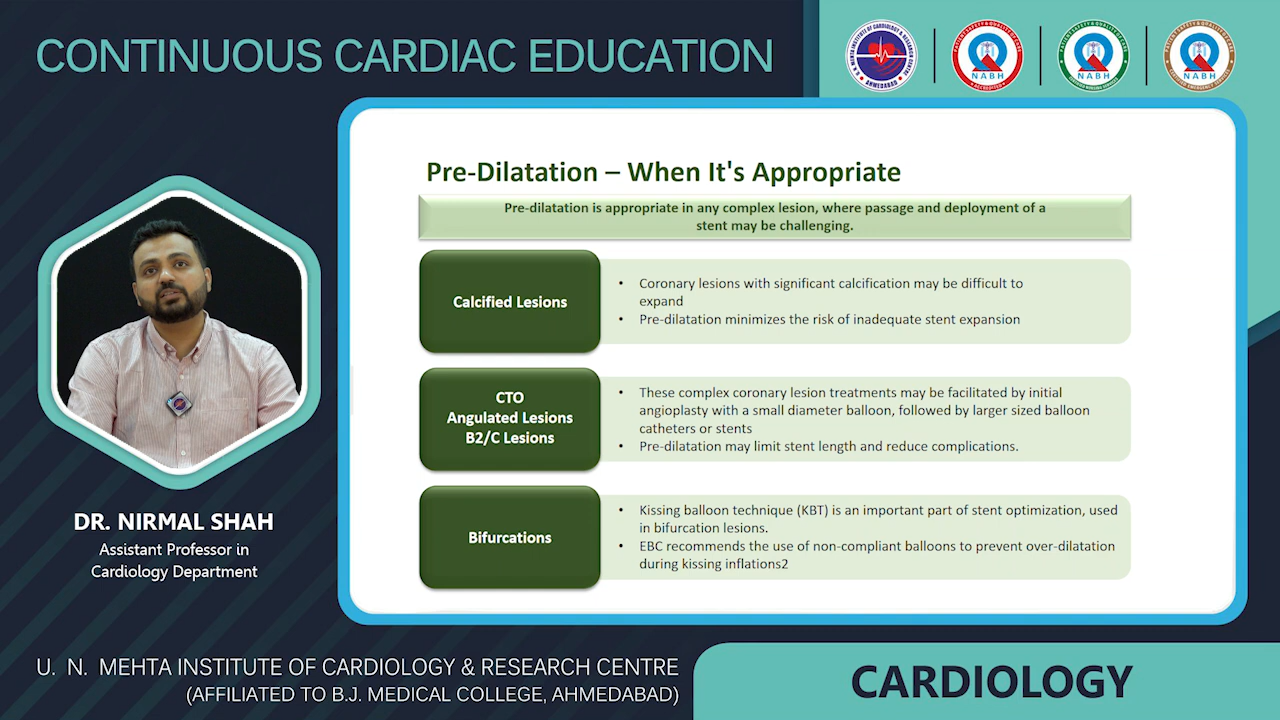 CONTINUOUS CARDIAC EDUCATION
NABH
NABH
NABH
AHMEDABAD
Pre-Dilatation – When It's Appropriate
Pre-dilatation is appropriate in any complex lesion, where passage and deployment of a
stent may be challenging.
Calcified Lesions
• Coronary lesions with significant calcification may be difficult to
expand
• Pre-dilatation minimizes the risk of inadequate stent expansion
CTO
Angulated Lesions
B2/C Lesions
• These complex coronary lesion treatments may be facilitated by initial
angioplasty with a small diameter balloon, followed by larger sized balloon
catheters or stents
• Pre-dilatation may limit stent length and reduce complications.
Bifurcations
• Kissing balloon technique (KBT) is an important part of stent optimization, used
in bifurcation lesions.
• EBC recommends the use of non-compliant balloons to prevent over-dilatation
during kissing inflations2
DR. NIRMAL SHAH
Assistant Professor in
Cardiology Department
U. N. MEHTA INSTITUTE OF CARDIOLOGY & RESEARCH CENTRE
(AFFILIATED TO B.J. MEDICAL COLLEGE, AHMEDABAD)
CARDIOLOGY